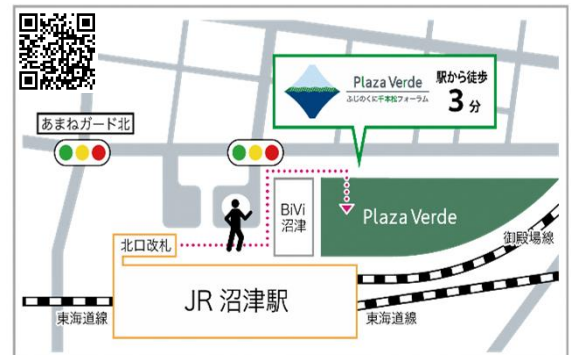 Plaza Verde
ふじのくに千本松フォーラム
駅から徒歩
3分
あまねガード北
BiVi
沼津
Plaza Verde
北口改札
御殿場線
JR 沼津駅
東海道線
東海道線